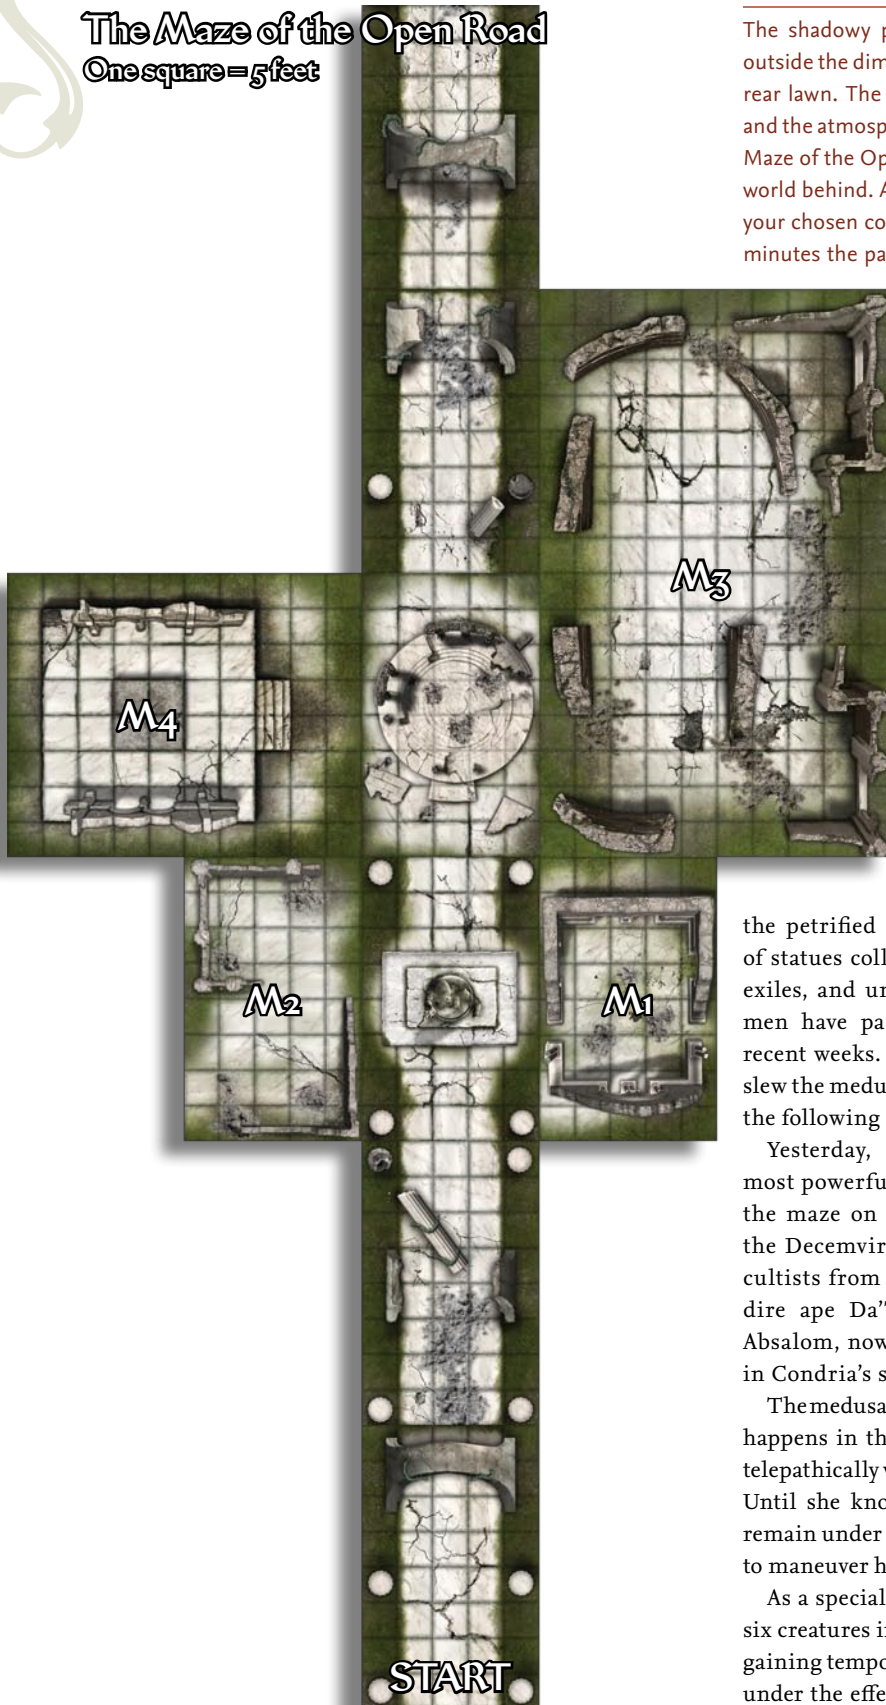 The Maze of the Open Road
One square = 5 feet
The shadowy
outside the dim
rear lawn. The
and the atmosp
Maze of the Op
world behind. A
your chosen co
minutes the pa
M3
M4
M2
M1
START
the petrified
of statues coll
exiles, and un
men have pa
recent weeks.
slew the medu
the following
Yesterday,
most powerfu
the maze on
the Decemvir
cultists from
dire ape Da"
Absalom, now
in Condria's s
The medusa
happens in th
telepathically
Until she kno
remain under
to maneuver h
As a special
six creatures i
gaining tempo
under the effe